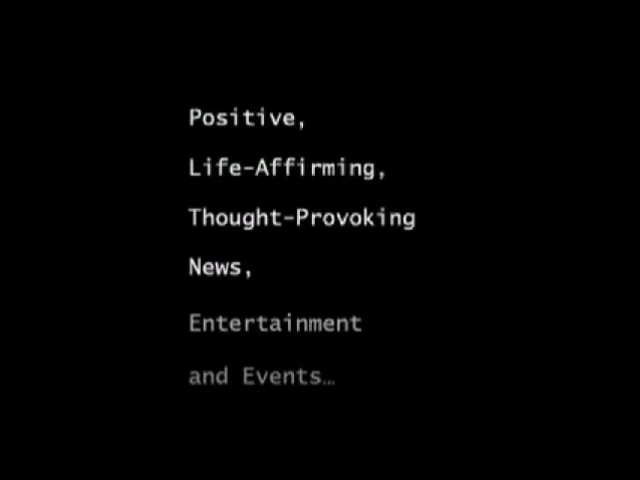 Positive,
Life-Affirming,
Thought-Provoking
News,
Entertainment
and Events…